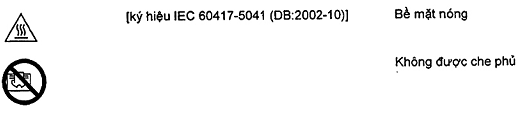 [ký hiệu IEC 60417-5041 (DB:2002-10)] Bề mặt nóng
Không được che phủ